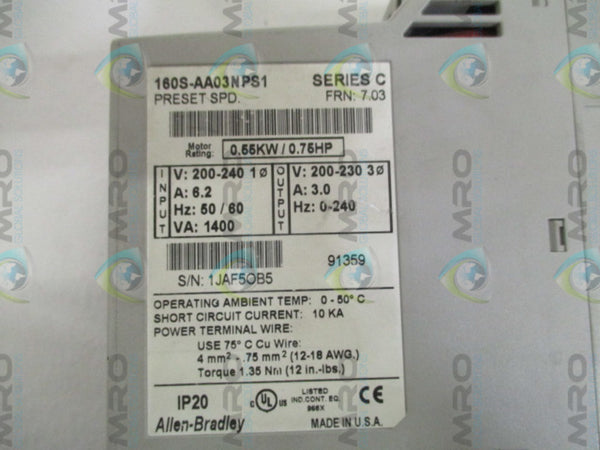 160S-AA03NPS1 SERIES C
PRESET SPD. FRN: 7.03
Motor Rating: 0.55KW / 0.75HP
INPUT
V: 200-240 1Ø
A: 6.2
Hz: 50 / 60
VA: 1400
OUTPUT
V: 200-230 3Ø
A: 3.0
Hz: 0-240
91359
S/N: 1JAF5OB5
OPERATING AMBIENT TEMP: 0 - 50° C
SHORT CIRCUIT CURRENT: 10 KA
POWER TERMINAL WIRE:
USE 75° C Cu Wire:
4 mm² - .75 mm² (12-18 AWG.)
Torque 1.35 Nm (12 in.-lbs.)
IP20
C UL US
LISTED
IND.CONT. EQ.
966X
CE
Allen-Bradley MADE IN U.S.A.
MRO